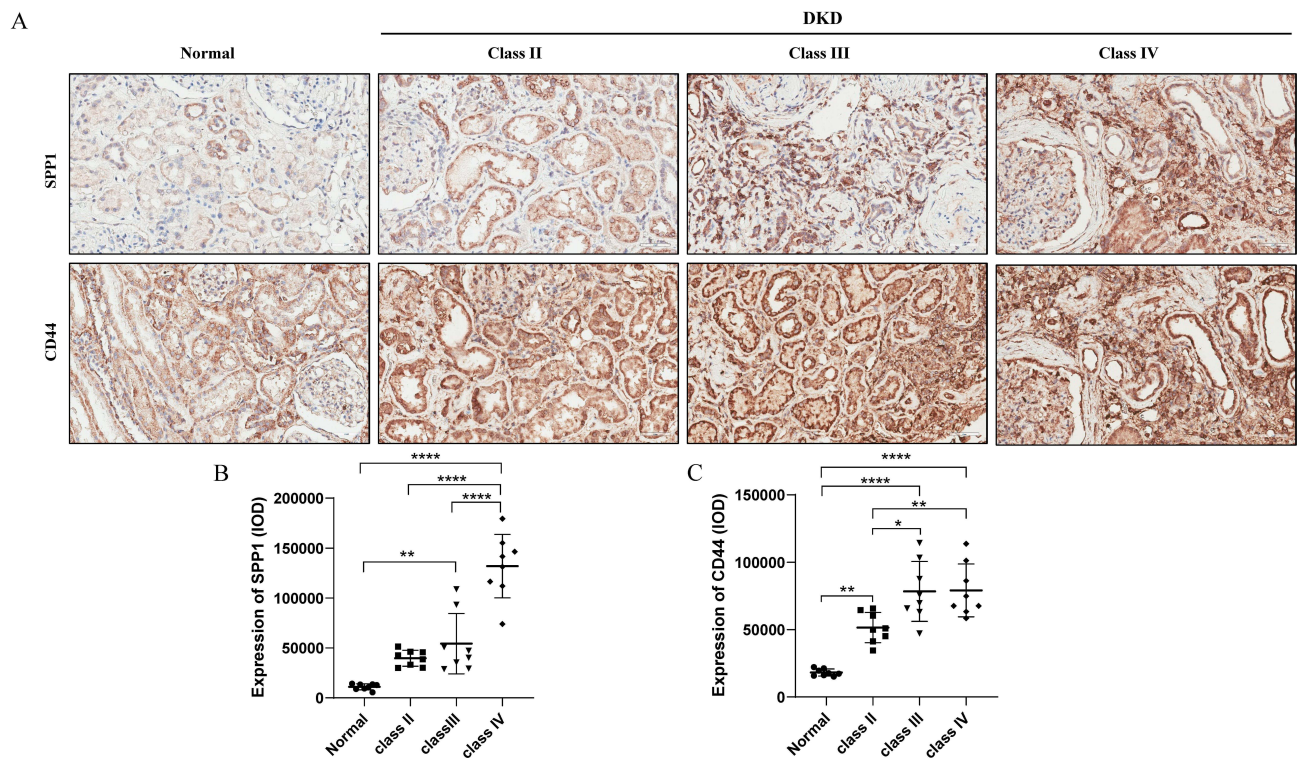 A
DKD
Normal
Class II
Class III
Class IV
SPP1
CD44
B
****
****
****
**
Expression of SPP1 (IOD)
200000
150000
100000
50000
0
Normal
class II
classIII
class IV
C
****
****
**
*
**
Expression of CD44 (IOD)
150000
100000
50000
0
Normal
class II
class III
class IV